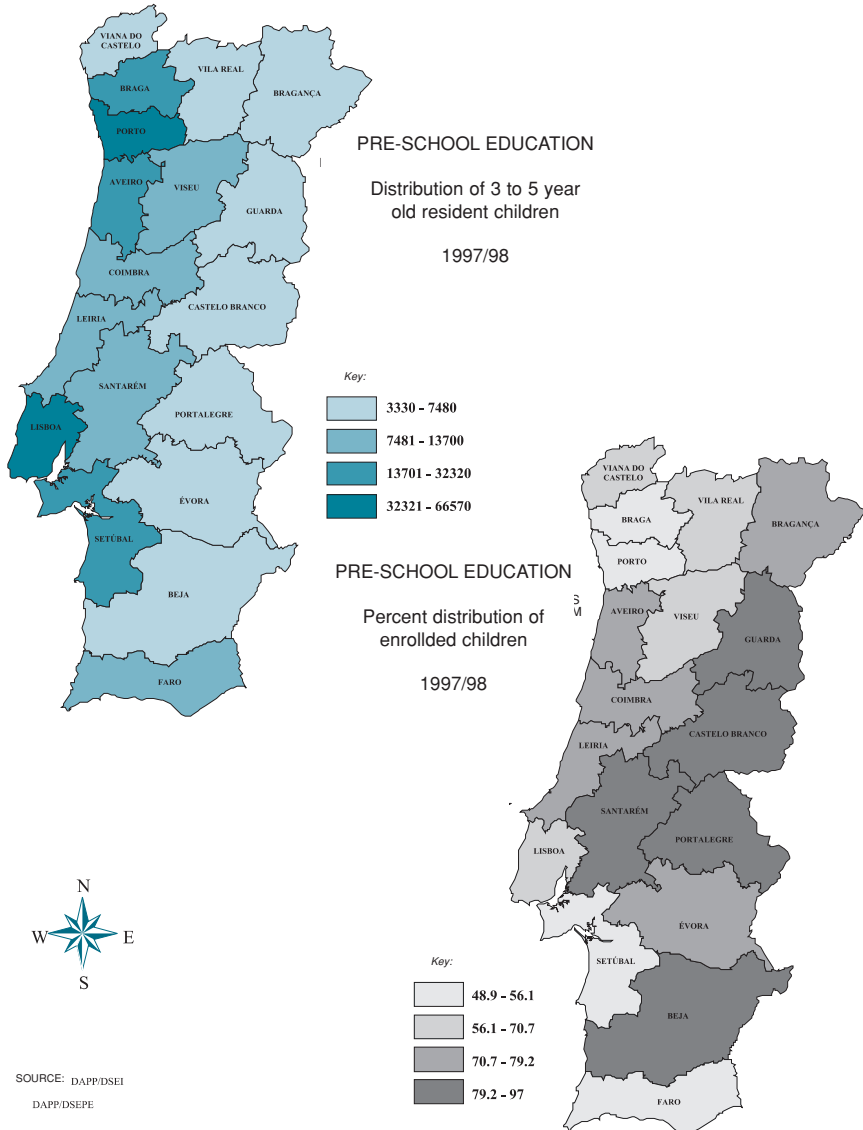 VIANA DO
CASTELO
VILA REAL
BRAGANÇA
BRAGA
PORTO
AVEIRO
VISEU
GUARDA
COIMBRA
CASTELO BRANCO
LEIRIA
SANTARÉM
PORTALEGRE
LISBOA
ÉVORA
SETÚBAL
BEJA
FARO
PRE-SCHOOL EDUCATION
Distribution of 3 to 5 year
old resident children
1997/98
Key:
3330 - 7480
7481 - 13700
13701 - 32320
32321 - 66570
PRE-SCHOOL EDUCATION
Percent distribution of
enrollded children
1997/98
S
M
VIANA DO
CASTELO
VILA REAL
BRAGANÇA
BRAGA
PORTO
AVEIRO
VISEU
GUARDA
COIMBRA
CASTELO BRANCO
LEIRIA
SANTARÉM
PORTALEGRE
LISBOA
ÉVORA
SETÚBAL
BEJA
FARO
Key:
48.9 - 56.1
56.1 - 70.7
70.7 - 79.2
79.2 - 97
N
W E
S
SOURCE: DAPP/DSEI
DAPP/DSEPE